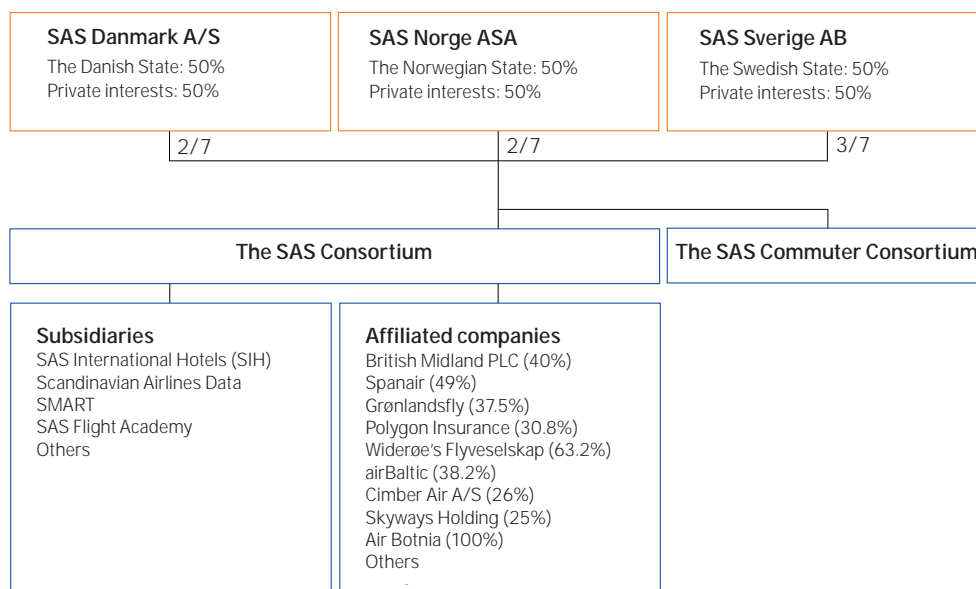 SAS Danmark A/S
The Danish State: 50%
Private interests: 50%
SAS Norge ASA
The Norwegian State: 50%
Private interests: 50%
SAS Sverige AB
The Swedish State: 50%
Private interests: 50%
2/7
2/7
3/7
The SAS Consortium
The SAS Commuter Consortium
Subsidiaries
SAS International Hotels (SIH)
Scandinavian Airlines Data
SMART
SAS Flight Academy
Others
Affiliated companies
British Midland PLC (40%)
Spanair (49%)
Grønlandsfly (37.5%)
Polygon Insurance (30.8%)
Widerøe's Flyveselskap (63.2%)
airBaltic (38.2%)
Cimber Air A/S (26%)
Skyways Holding (25%)
Air Botnia (100%)
Others